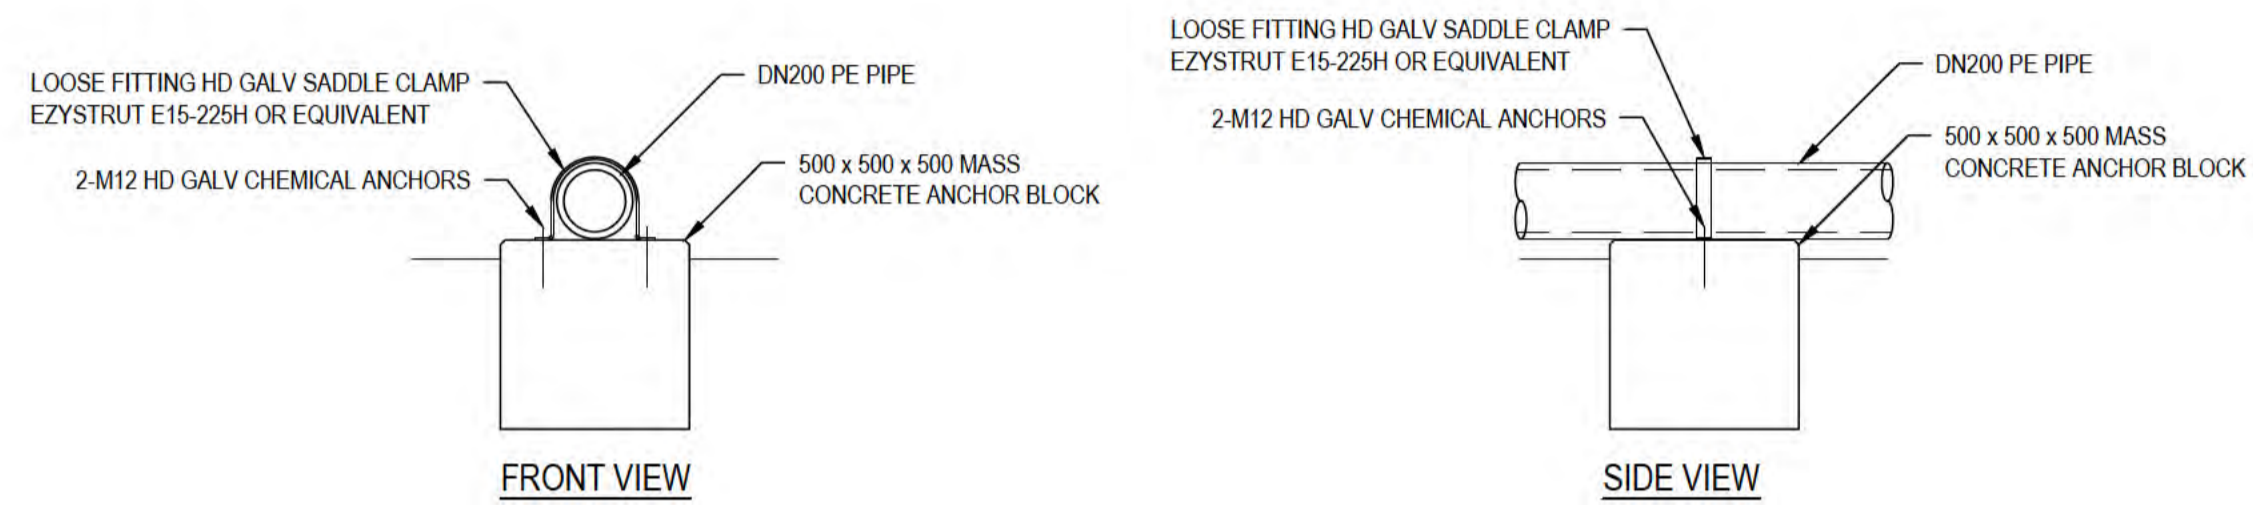 LOOSE FITTING HD GALV SADDLE CLAMP
EZYSTRUT E15-225H OR EQUIVALENT
DN200 PE PIPE
2-M12 HD GALV CHEMICAL ANCHORS
500 x 500 x 500 MASS
CONCRETE ANCHOR BLOCK
FRONT VIEW
LOOSE FITTING HD GALV SADDLE CLAMP
EZYSTRUT E15-225H OR EQUIVALENT
DN200 PE PIPE
2-M12 HD GALV CHEMICAL ANCHORS
500 x 500 x 500 MASS
CONCRETE ANCHOR BLOCK
SIDE VIEW